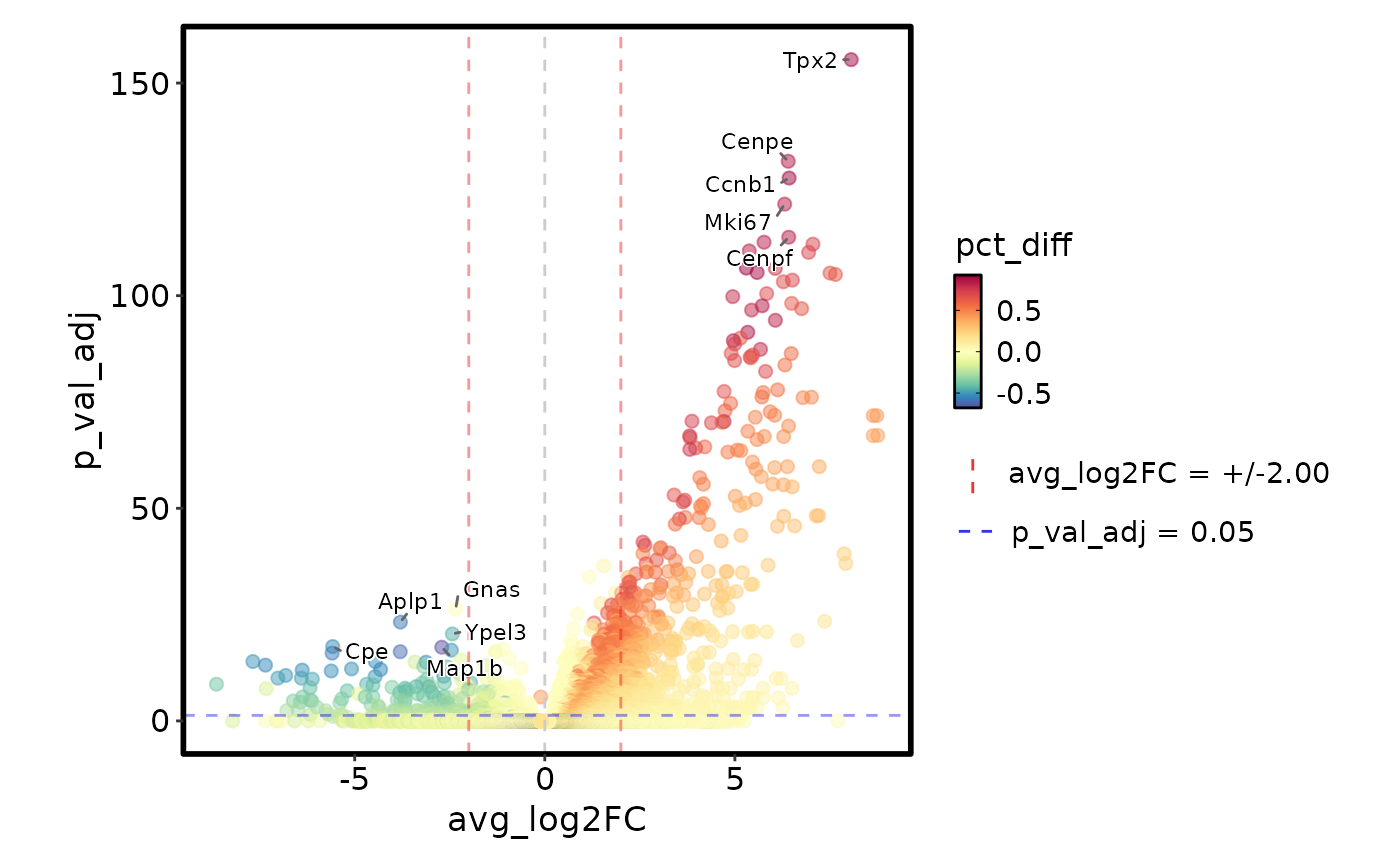 Tpx2
150
Cenpe
Ccnb1
Mki67
Cenpf
100
50
0
p_val_adj
Gnas
Aplp1
Ypel3
Cpe
Map1b
-5
0
5
avg_log2FC
pct_diff
0.5
0.0
-0.5
avg_log2FC = +/-2.00
p_val_adj = 0.05